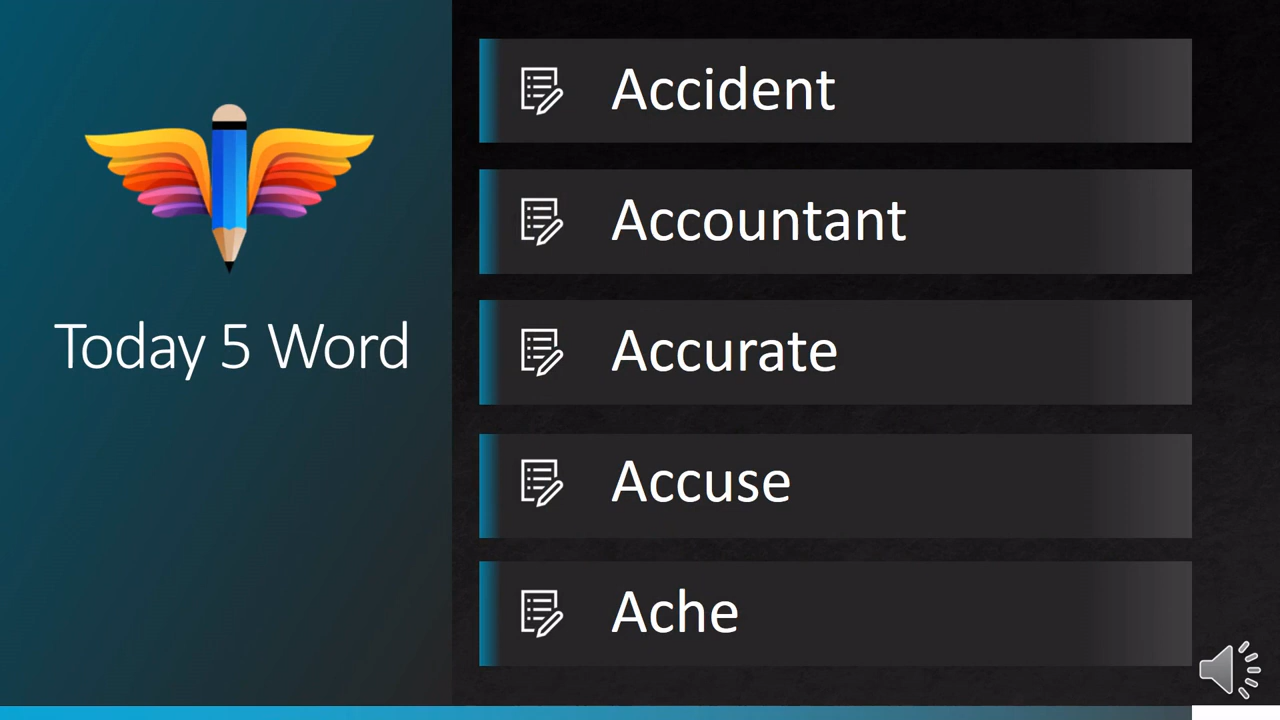 Today 5 Word
Accident
Accountant
Accurate
Accuse
Ache